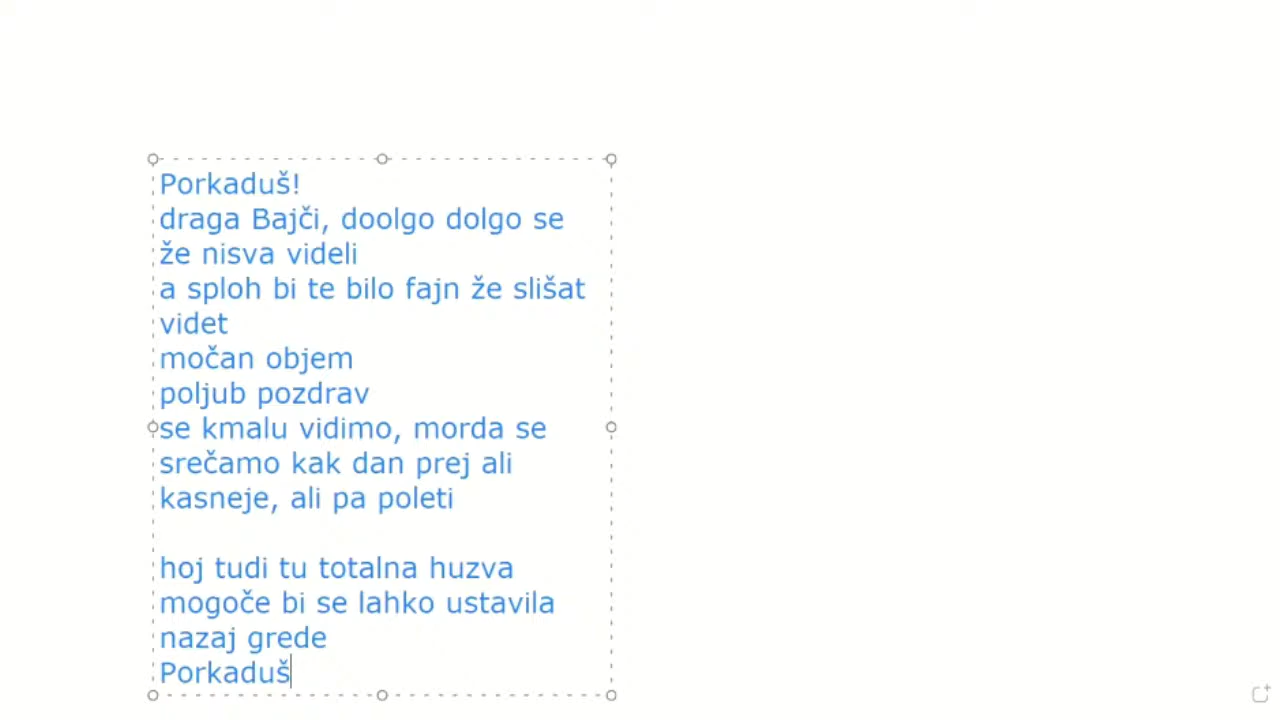 Porkaduš!
draga Bajči, doolgo dolgo se
že nisva videli
a sploh bi te bilo fajn že slišat
videt
močan objem
poljub pozdrav
se kmalu vidimo, morda se
srečamo kak dan prej ali
kasneje, ali pa poleti

hoj tudi tu totalna huzva
mogoče bi se lahko ustavila
nazaj grede
Porkaduš